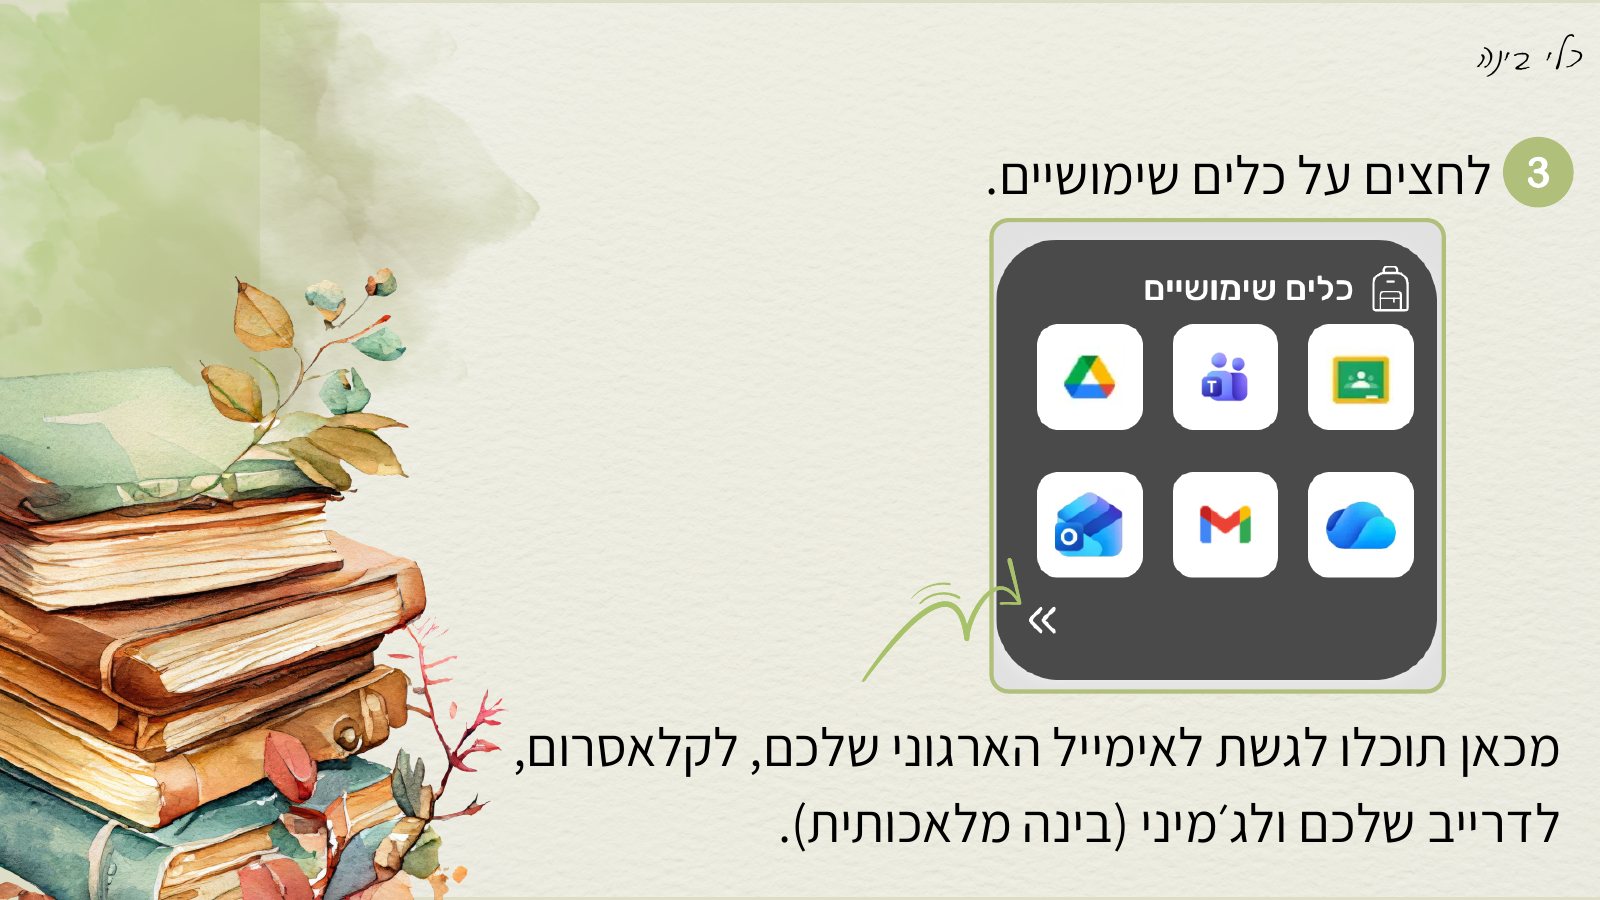 כלי בינה
3 לחצים על כלים שימושיים.
כלים שימושיים
T
O
מכאן תוכלו לגשת לאימייל הארגוני שלכם, לקלאסרום,
לדרייב שלכם ולג׳מיני (בינה מלאכותית).